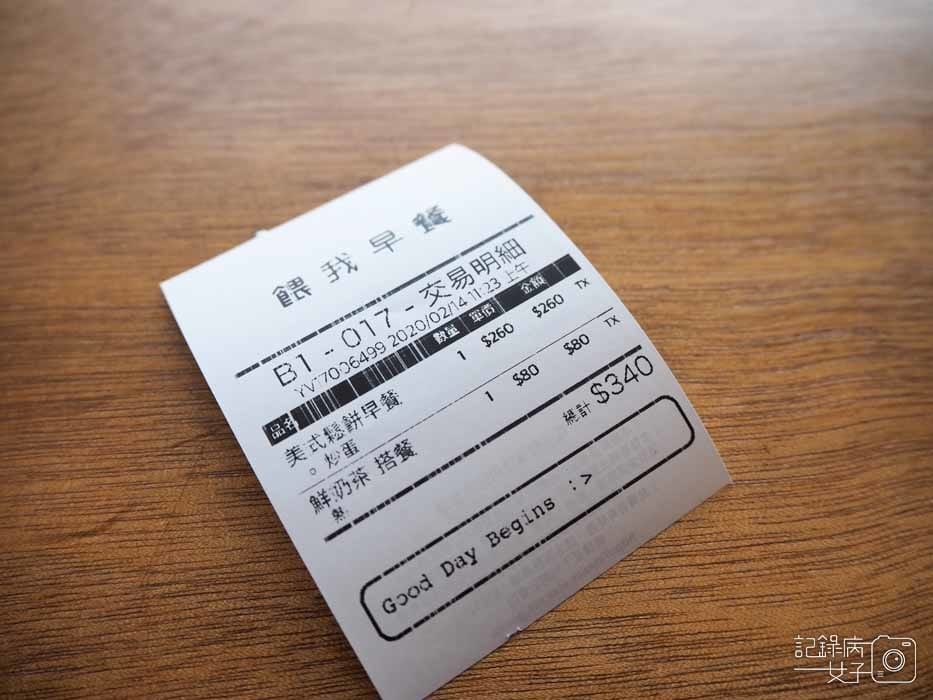 餵我早餐
B1 - 017 - 交易明細
2020/02/14 11:23 上午
品名 數量 單價 金額
美式鬆餅早餐 1 $260 $260 TX
。炒蛋
鮮奶茶 搭餐 1 $80 $80 TX
熱
總計 $340
Good Day Begins :>
記錄病
女子